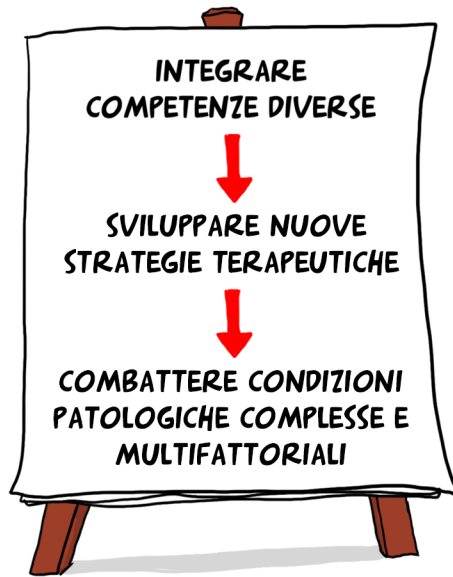 INTEGRARE
COMPETENZE DIVERSE
SVILUPPARE NUOVE
STRATEGIE TERAPEUTICHE
COMBATTERE CONDIZIONI
PATOLOGICHE COMPLESSE E
MULTIFATTORIALI